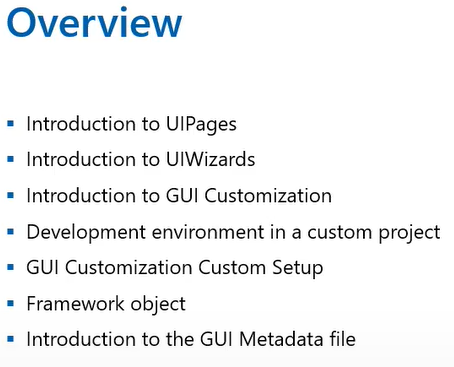 Overview
Introduction to UIPages
Introduction to UIWizards
Introduction to GUI Customization
Development environment in a custom project
GUI Customization Custom Setup
Framework object
Introduction to the GUI Metadata file